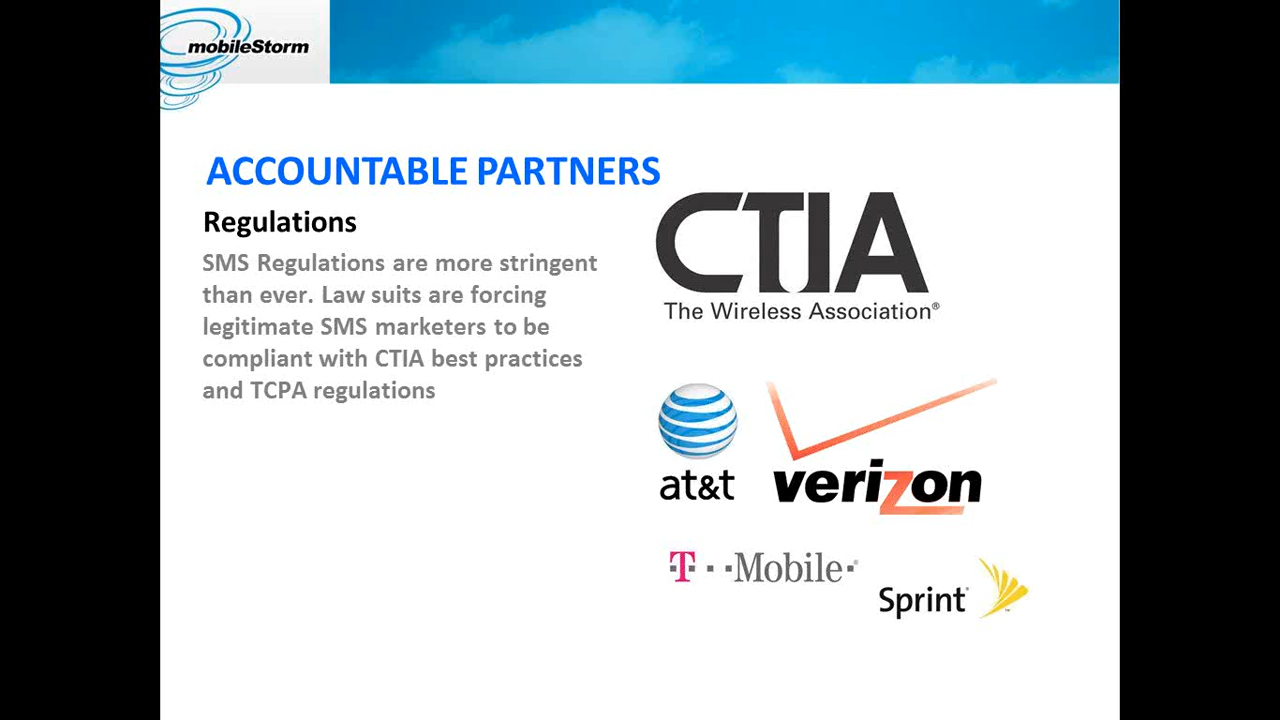 mobileStorm
ACCOUNTABLE PARTNERS
Regulations
SMS Regulations are more stringent
than ever. Law suits are forcing
legitimate SMS marketers to be
compliant with CTIA best practices
and TCPA regulations
CTIA
The Wireless Association®
at&t
verizon
T··Mobile·®
Sprint